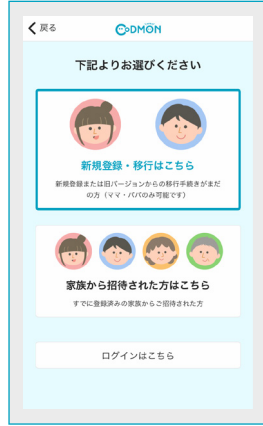 戻る
CoDMON
下記よりお選びください
新規登録・移行はこちら
新規登録または旧バージョンからの移行手続きがまだ
の方（ママ・パパのみ可能です）
家族から招待された方はこちら
すでに登録済みの家族からご招待された方
ログインはこちら